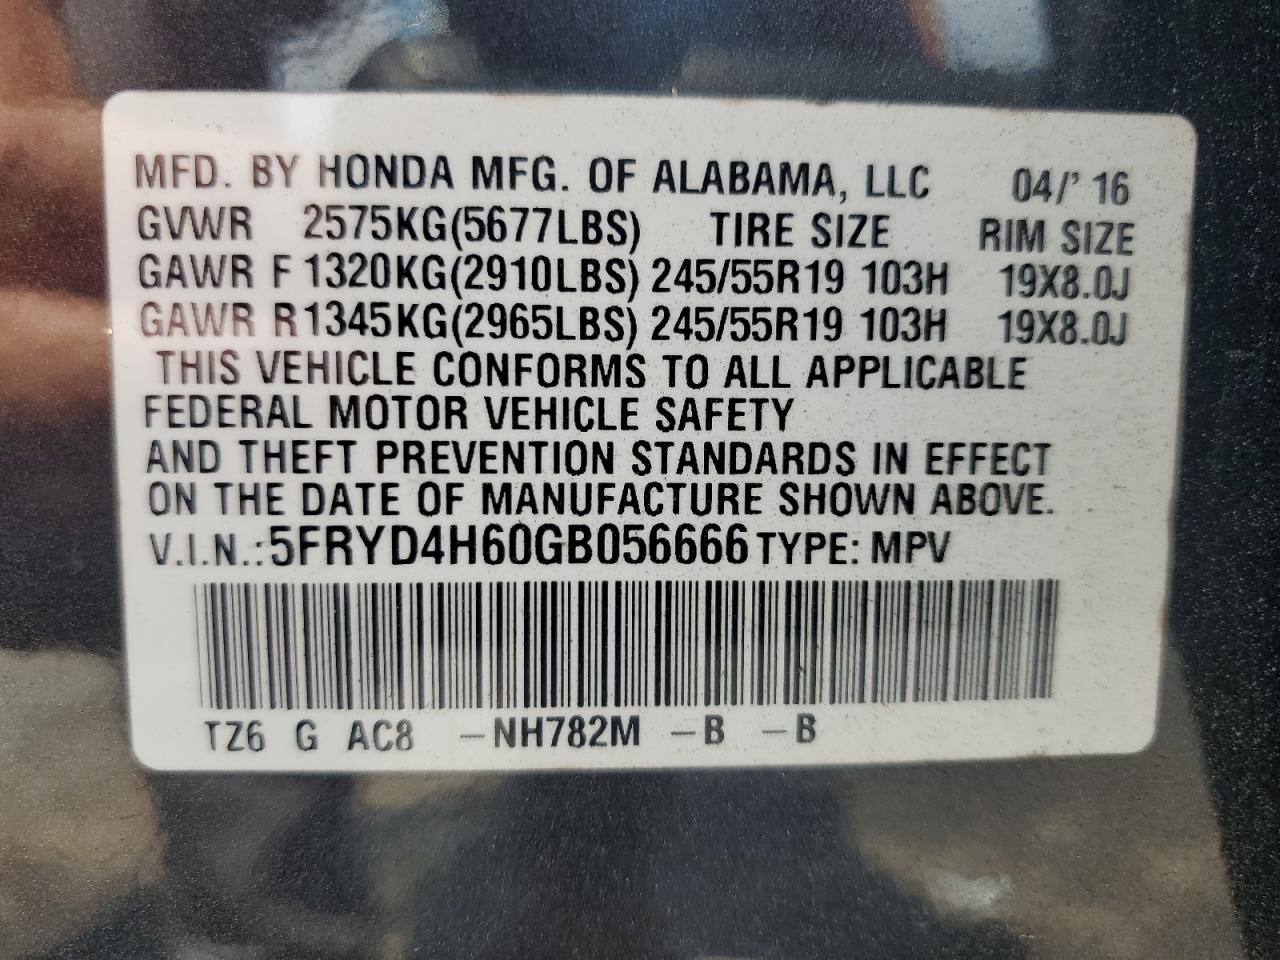 MFD. BY HONDA MFG. OF ALABAMA, LLC 04/' 16
GVWR 2575KG(5677LBS) TIRE SIZE RIM SIZE
GAWR F 1320KG(2910LBS) 245/55R19 103H 19X8.0J
GAWR R1345KG(2965LBS) 245/55R19 103H 19X8.0J
THIS VEHICLE CONFORMS TO ALL APPLICABLE
FEDERAL MOTOR VEHICLE SAFETY
AND THEFT PREVENTION STANDARDS IN EFFECT
ON THE DATE OF MANUFACTURE SHOWN ABOVE.
V.I.N.:5FRYD4H60GB056666 TYPE: MPV
TZ6 G AC8 –NH782M –B –B